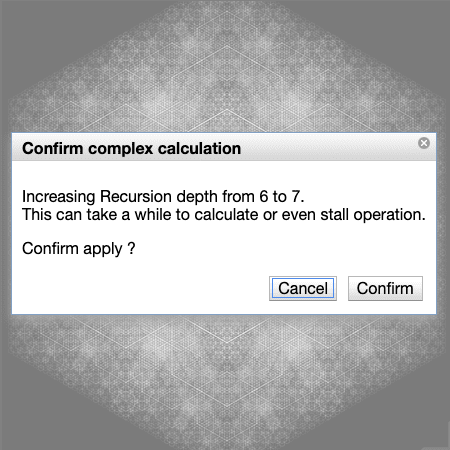 Confirm complex calculation
Increasing Recursion depth from 6 to 7.
This can take a while to calculate or even stall operation.
Confirm apply ?
Cancel Confirm